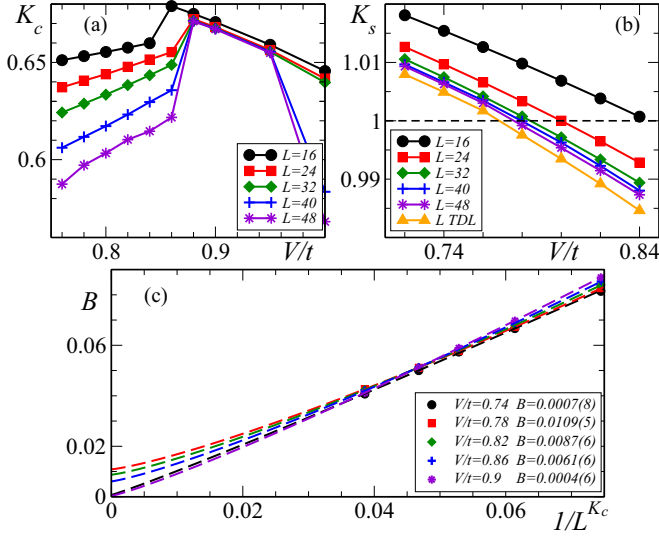 K_c
(a)
0.65
0.6
L=16
L=24
L=32
L=40
L=48
0.8
0.9
V/t
K_s
(b)
1.01
1
0.99
L=16
L=24
L=32
L=40
L=48
L TDL
0.74
V/t
0.84
B
(c)
0.06
0.04
0.02
0
V/t=0.74 B=0.0007(8)
V/t=0.78 B=0.0109(5)
V/t=0.82 B=0.0087(6)
V/t=0.86 B=0.0061(6)
V/t=0.9 B=0.0004(6)
0
0.02
0.04
0.06
1/L^{K_c}